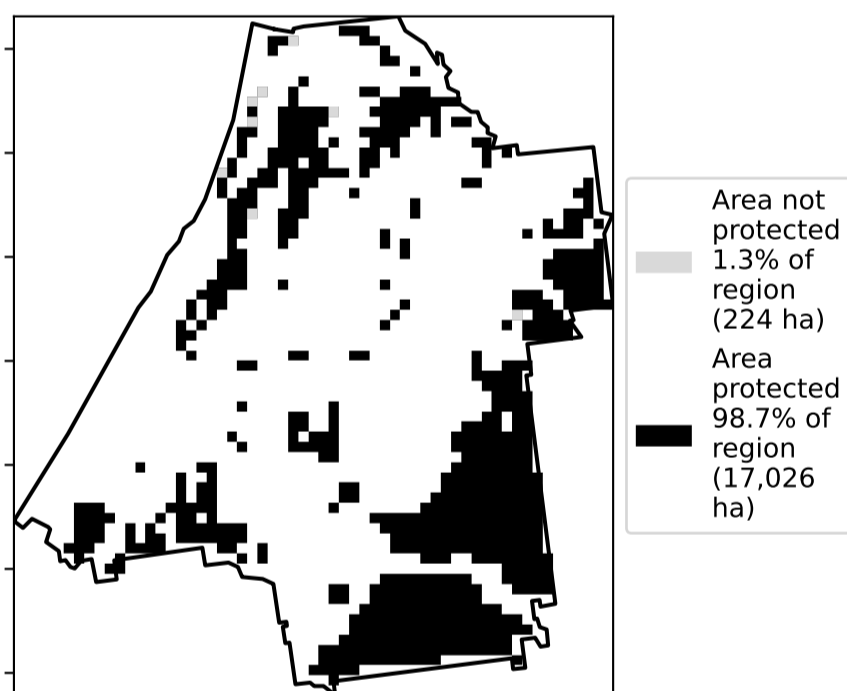 Area not
protected
1.3% of
region
(224 ha)
Area
protected
98.7% of
region
(17,026
ha)